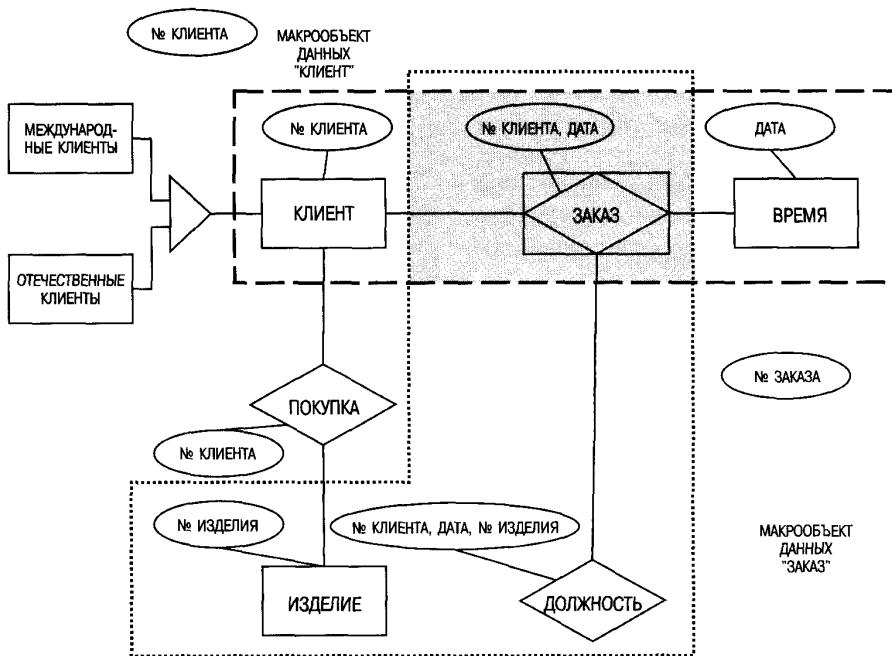 № КЛИЕНТА
МАКРООБЪЕКТ
ДАННЫХ
"КЛИЕНТ"
МЕЖДУНАРОД-
НЫЕ КЛИЕНТЫ
№ КЛИЕНТА
№ КЛИЕНТА, ДАТА
ДАТА
КЛИЕНТ
ЗАКАЗ
ВРЕМЯ
ОТЕЧЕСТВЕННЫЕ
КЛИЕНТЫ
№ ЗАКАЗА
ПОКУПКА
№ КЛИЕНТА
№ ИЗДЕЛИЯ
№ КЛИЕНТА, ДАТА, № ИЗДЕЛИЯ
МАКРООБЪЕКТ
ДАННЫХ
"ЗАКАЗ"
ИЗДЕЛИЕ
ДОЛЖНОСТЬ